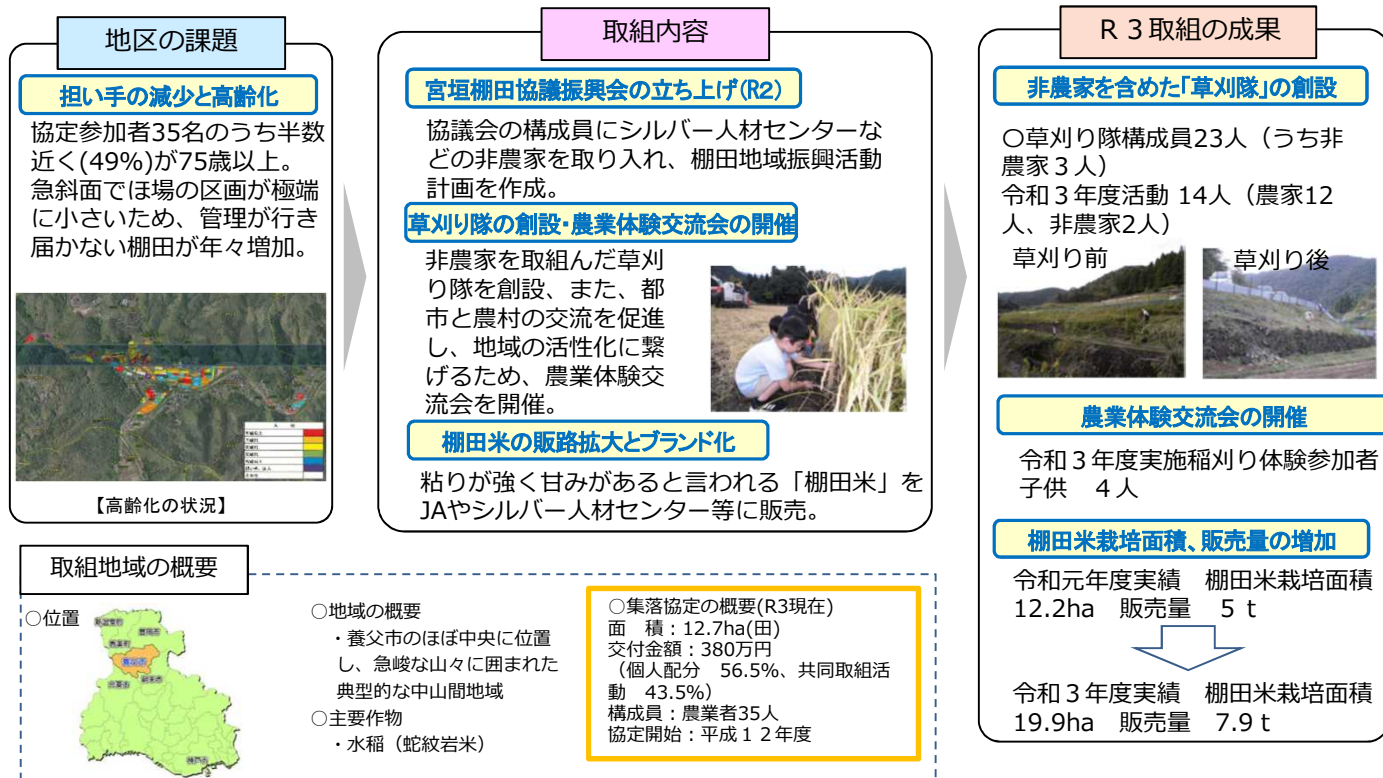 地区の課題
担い手の減少と高齢化
協定参加者35名のうち半数
近く(49%)が75歳以上。
急斜面でほ場の区画が極端
に小さいため、管理が行き
届かない棚田が年々増加。
【高齢化の状況】
取組内容
宮垣棚田協議振興会の立ち上げ(R2)
協議会の構成員にシルバー人材センターな
どの非農家を取り入れ、棚田地域振興活動
計画を作成。
草刈り隊の創設・農業体験交流会の開催
非農家を取組んだ草刈
り隊を創設、また、都
市と農村の交流を促進
し、地域の活性化に繋
げるため、農業体験交
流会を開催。
棚田米の販路拡大とブランド化
粘りが強く甘みがあると言われる「棚田米」を
JAやシルバー人材センター等に販売。
R３取組の成果
非農家を含めた「草刈隊」の創設
〇草刈り隊構成員23人（うち非
農家３人）
令和３年度活動 14人（農家12
人、非農家2人）
草刈り前
草刈り後
農業体験交流会の開催
令和３年度実施稲刈り体験参加者
子供　４人
棚田米栽培面積、販売量の増加
令和元年度実績　棚田米栽培面積
12.2ha　販売量　５ｔ
令和３年度実績　棚田米栽培面積
19.9ha　販売量　7.9ｔ
取組地域の概要
○位置
豊岡市
養父市
朝来市
神戸市
○地域の概要
・養父市のほぼ中央に位置
し、急峻な山々に囲まれた
典型的な中山間地域
○主要作物
・水稲（蛇紋岩米）
○集落協定の概要(R3現在)
面　積：12.7ha(田)
交付金額：380万円
（個人配分　56.5%、共同取組活
動　43.5%）
構成員：農業者35人
協定開始：平成１２年度